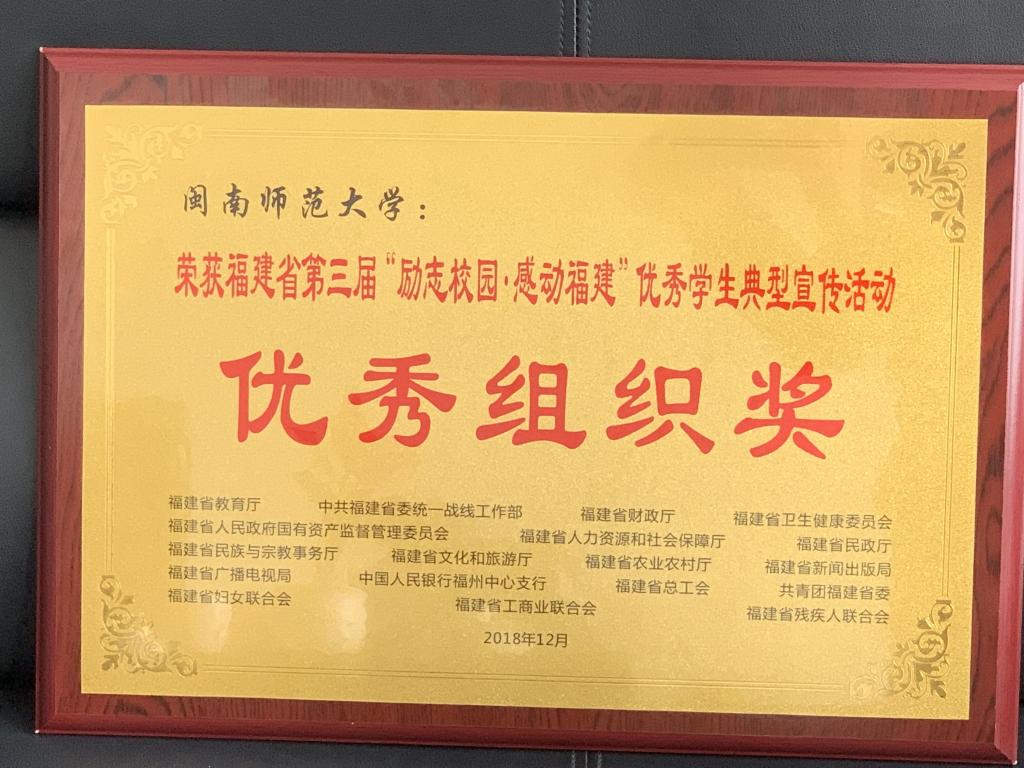 闽南师范大学：
荣获福建省第三届“励志校园·感动福建”优秀学生典型宣传活动
优秀组织奖
福建省教育厅 中共福建省委统一战线工作部 福建省财政厅 福建省卫生健康委员会
福建省人民政府国有资产监督管理委员会 福建省人力资源和社会保障厅 福建省民政厅
福建省民族与宗教事务厅 福建省文化和旅游厅 福建省农业农村厅 福建省新闻出版局
福建省广播电视局 中国人民银行福州中心支行 福建省总工会 共青团福建省委
福建省妇女联合会 福建省工商业联合会 福建省残疾人联合会
2018年12月